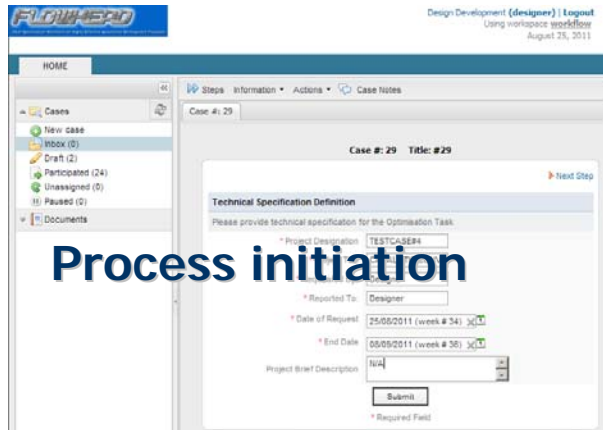 FLOWHEAD
Design Development (designer) | Logout
Using workspace workflow
August 25, 2011
HOME
Steps Information Actions Case Notes
Cases
Case #: 29
New case
Inbox (0)
Draft (2)
Participated (24)
Unassigned (0)
Paused (0)
Documents
Case #: 29 Title: #29
Next Step
Technical Specification Definition
Please provide technical specification for the Optimisation Task
* Project Designation TESTCASE#4
Process initiation
Designer
* Reported To: Designer
* Date of Request 25/08/2011 (week # 34)
* End Date 08/09/2011 (week # 36)
Project Brief Description N/A
Submit
* Required Field